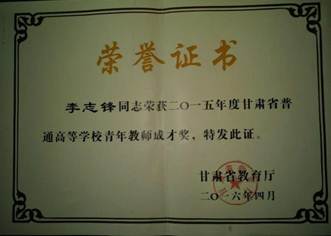 荣誉证书
李志锋同志荣获二〇一五年度甘肃省普
通高等学校青年教师成才奖，特发此证。
甘肃省教育厅
二〇一六年四月